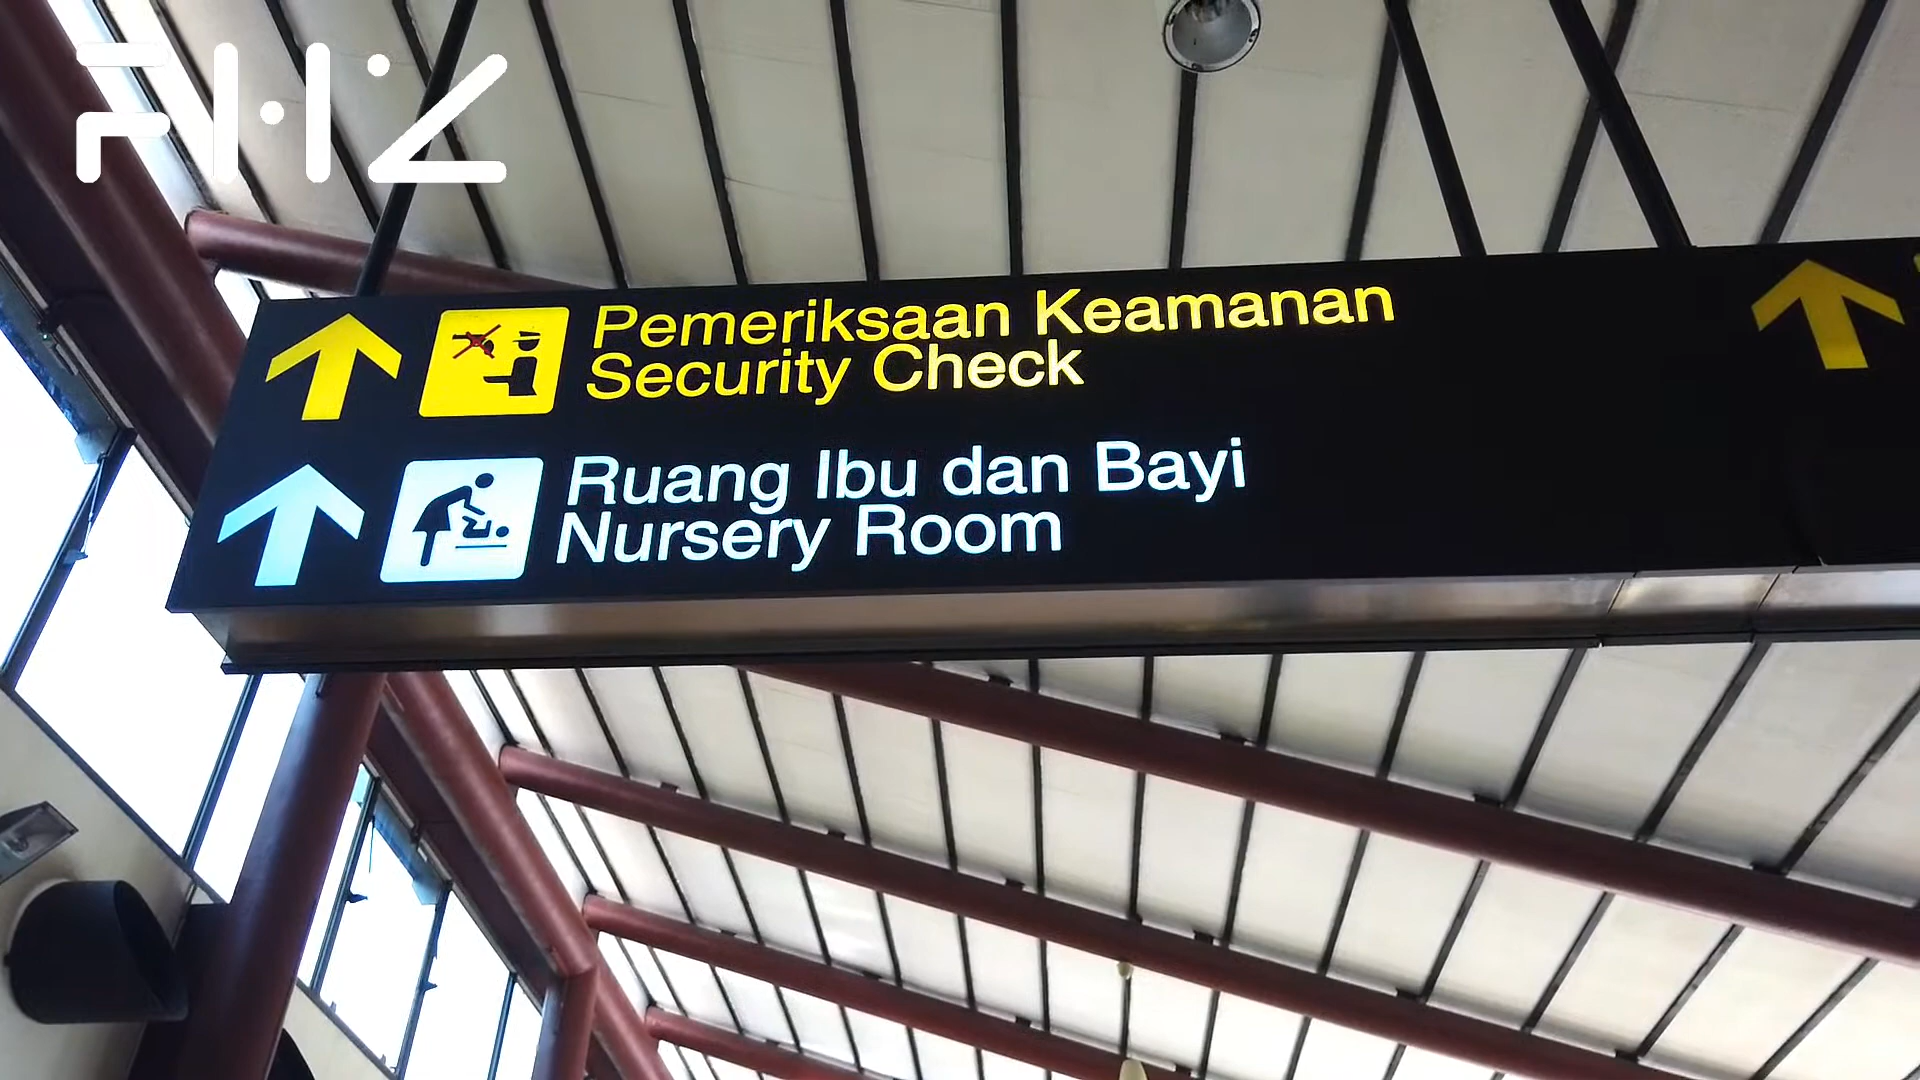 Pemeriksaan Keamanan
Security Check
Ruang Ibu dan Bayi
Nursery Room